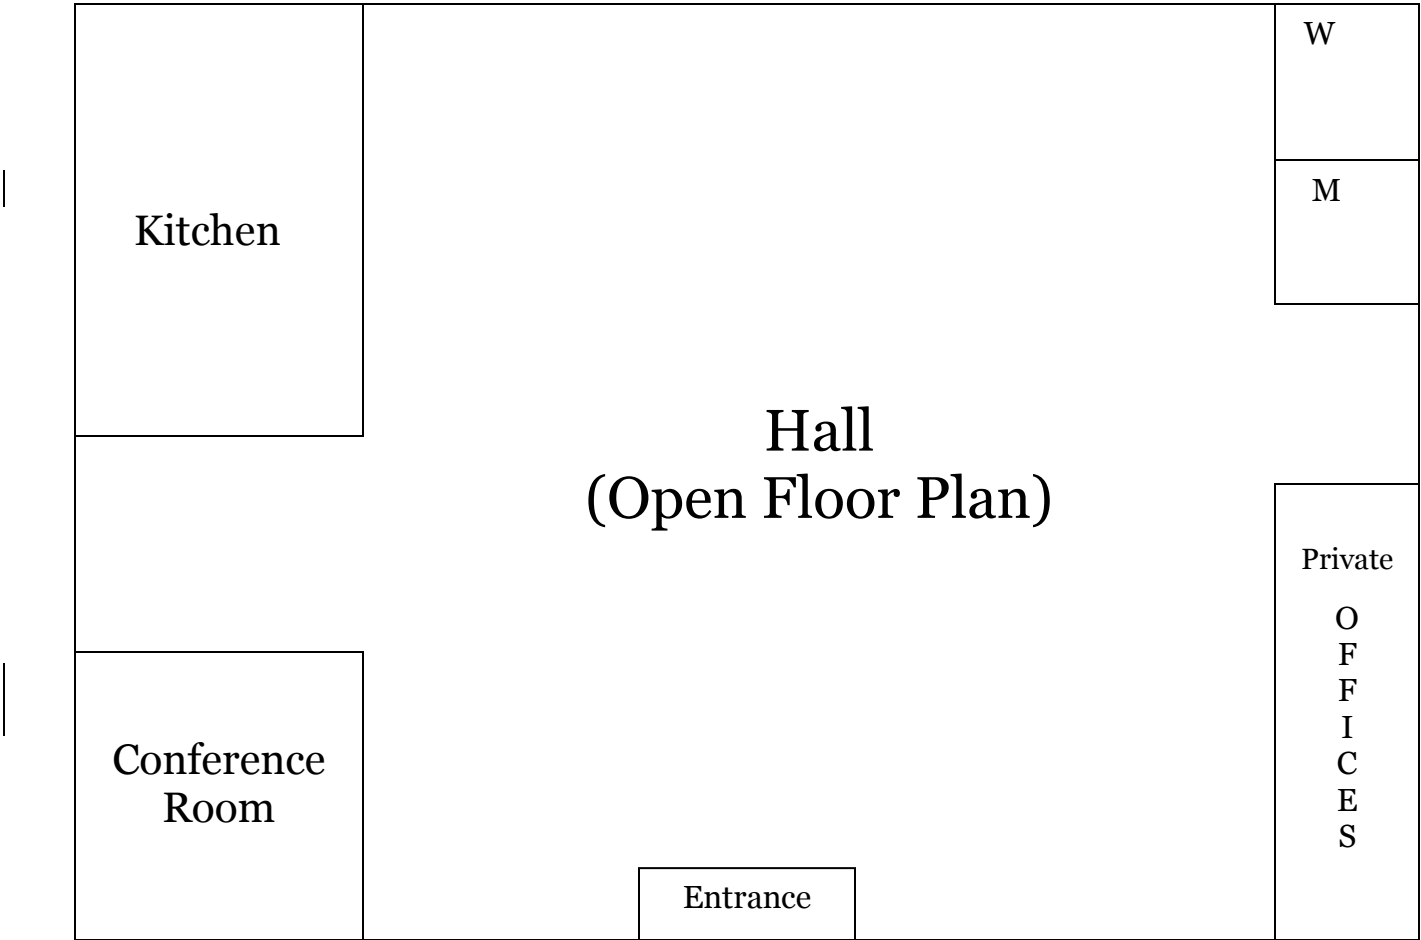 W
M
Kitchen
Hall
(Open Floor Plan)
Private
O
F
F
I
C
E
S
Conference
Room
Entrance